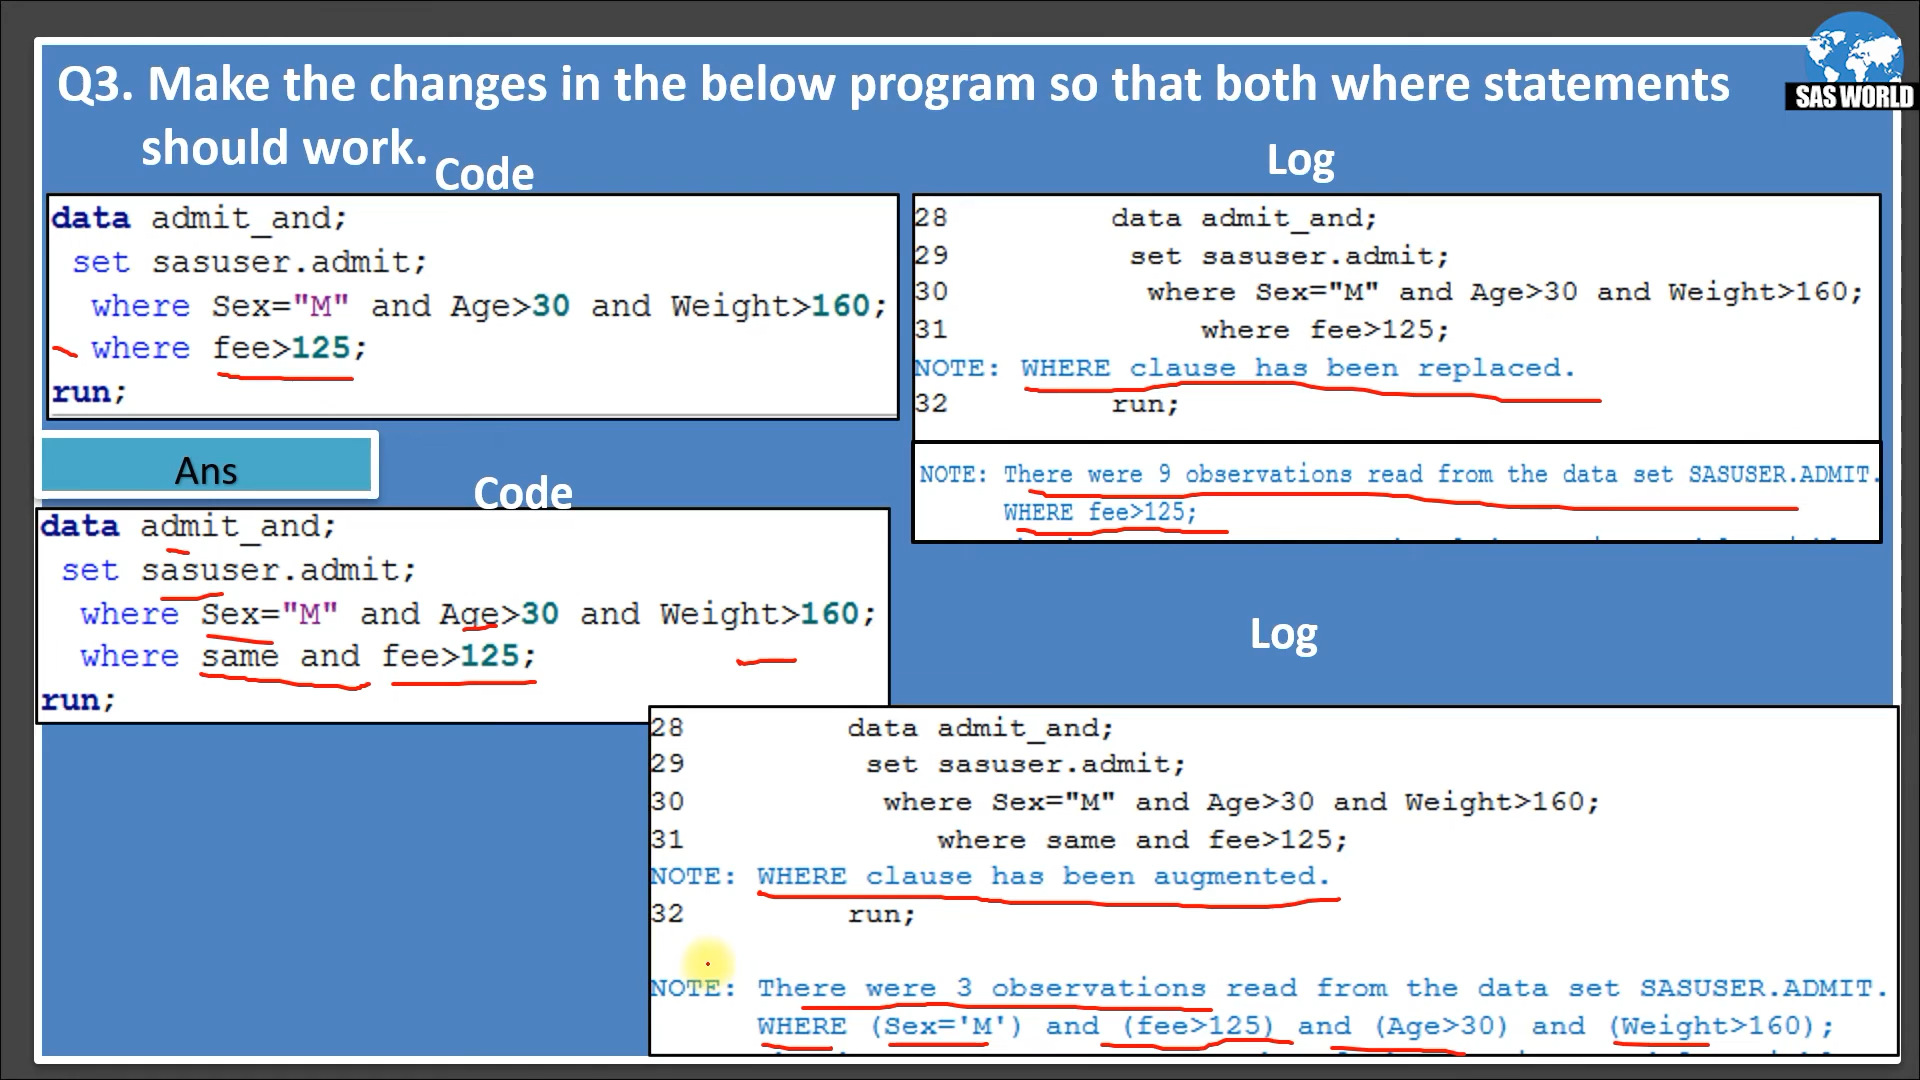 Q3. Make the changes in the below program so that both where statements
should work.
SAS WORLD
Code
data admit_and;
set sasuser.admit;
where Sex="M" and Age>30 and Weight>160;
where fee>125;
run;
Log
28 data admit_and;
29 set sasuser.admit;
30 where Sex="M" and Age>30 and Weight>160;
31 where fee>125;
NOTE: WHERE clause has been replaced.
32 run;
NOTE: There were 9 observations read from the data set SASUSER.ADMIT.
WHERE fee>125;
Ans
Code
data admit_and;
set sasuser.admit;
where Sex="M" and Age>30 and Weight>160;
where same and fee>125;
run;
Log
28 data admit_and;
29 set sasuser.admit;
30 where Sex="M" and Age>30 and Weight>160;
31 where same and fee>125;
NOTE: WHERE clause has been augmented.
32 run;
NOTE: There were 3 observations read from the data set SASUSER.ADMIT.
WHERE (Sex='M') and (fee>125) and (Age>30) and (Weight>160);